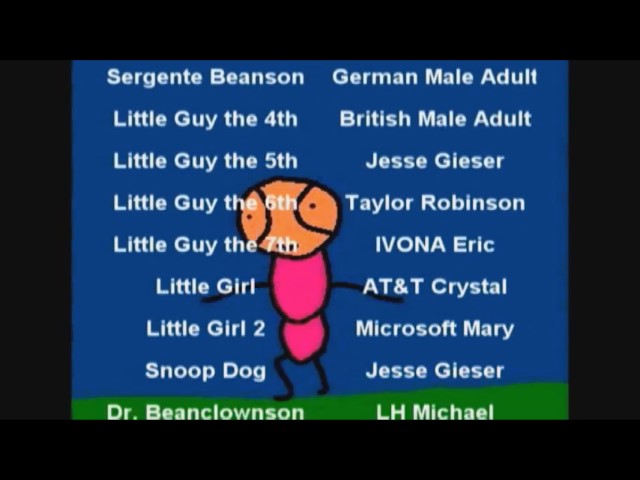 Sergente Beanson German Male Adult
Little Guy the 4th British Male Adult
Little Guy the 5th Jesse Gieser
Little Guy the 6th Taylor Robinson
Little Guy the 7th IVONA Eric
Little Girl AT&T Crystal
Little Girl 2 Microsoft Mary
Snoop Dog Jesse Gieser
Dr. Beanclownson LH Michael